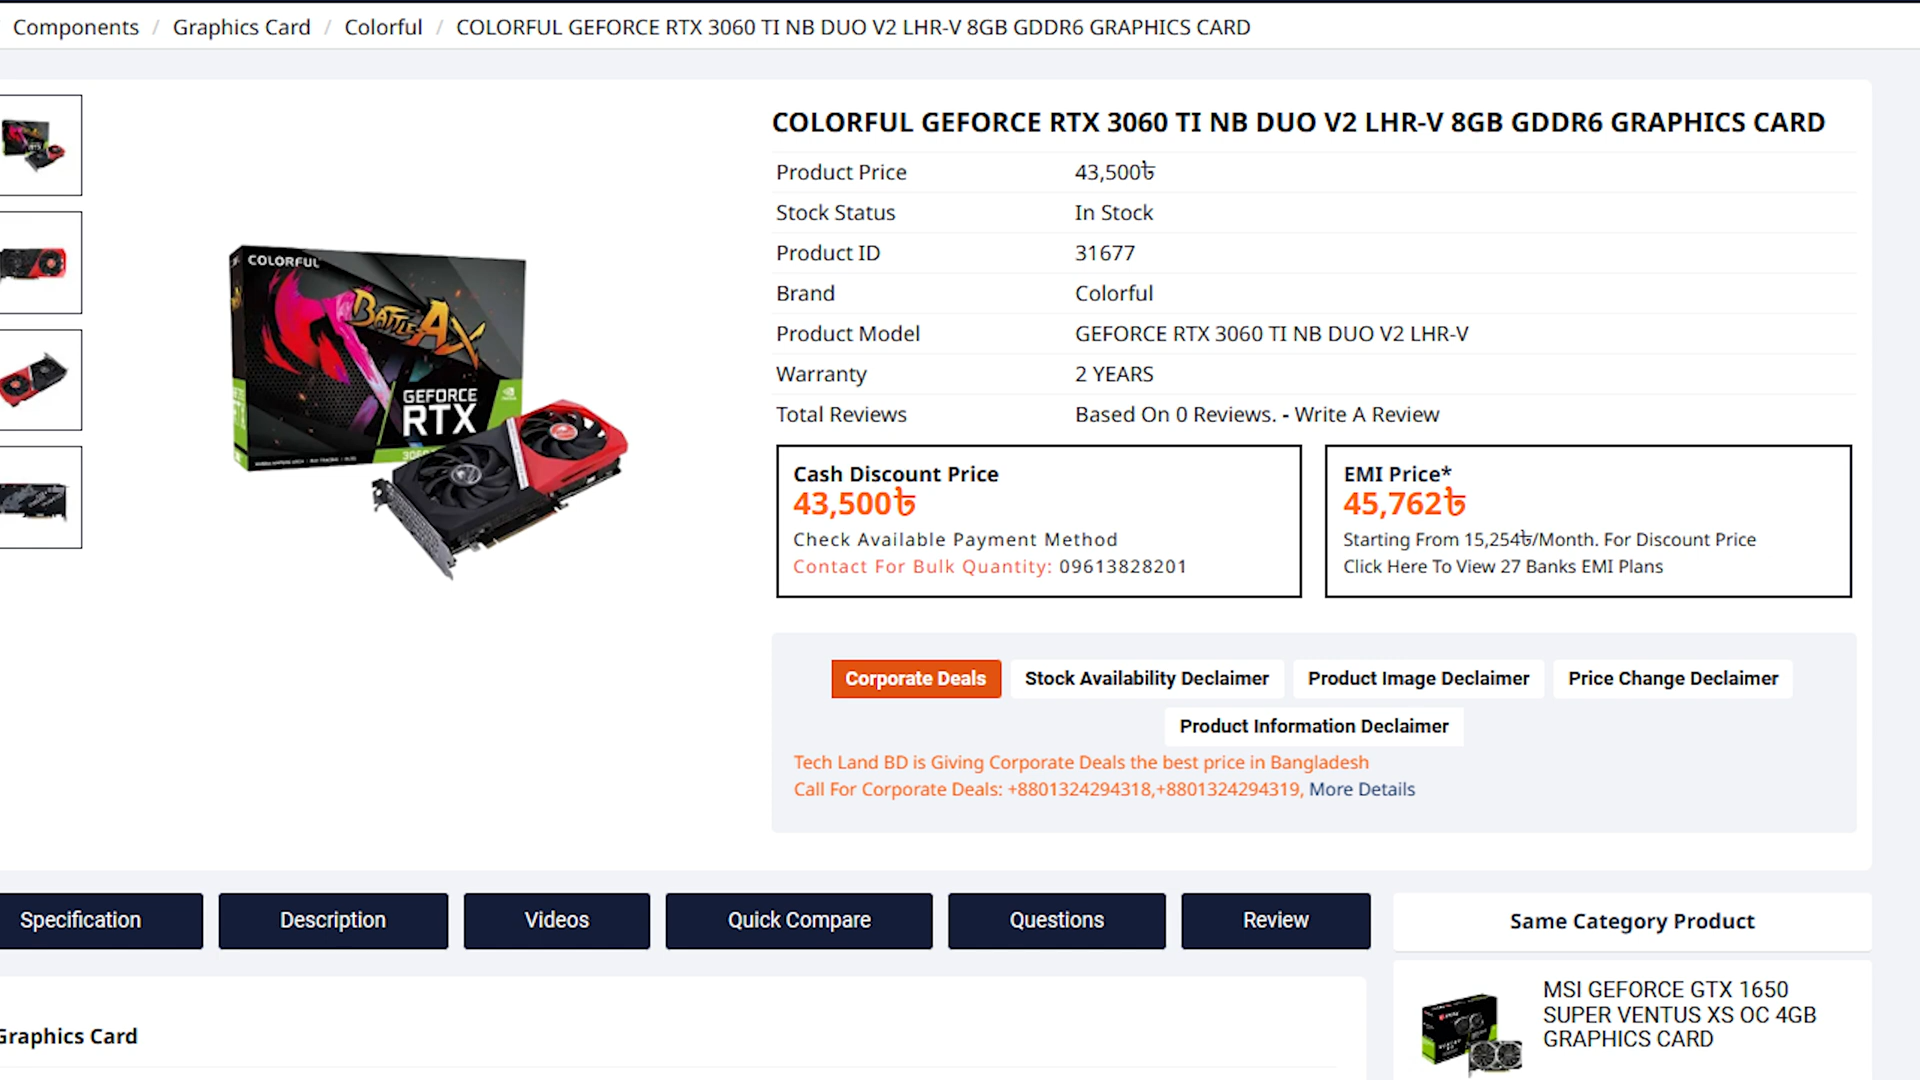 Components / Graphics Card / Colorful / COLORFUL GEFORCE RTX 3060 TI NB DUO V2 LHR-V 8GB GDDR6 GRAPHICS CARD
COLORFUL GEFORCE RTX 3060 TI NB DUO V2 LHR-V 8GB GDDR6 GRAPHICS CARD
Product Price 43,500৳
Stock Status In Stock
Product ID 31677
Brand Colorful
Product Model GEFORCE RTX 3060 TI NB DUO V2 LHR-V
Warranty 2 YEARS
Total Reviews Based On 0 Reviews. - Write A Review
COLORFUL
BATTLE AX
GEFORCE
RTX
Cash Discount Price
43,500৳
Check Available Payment Method
Contact For Bulk Quantity: 09613828201
EMI Price*
45,762৳
Starting From 15,254৳/Month. For Discount Price
Click Here To View 27 Banks EMI Plans
Corporate Deals Stock Availability Declaimer Product Image Declaimer Price Change Declaimer
Product Information Declaimer
Tech Land BD is Giving Corporate Deals the best price in Bangladesh
Call For Corporate Deals: +8801324294318,+8801324294319, More Details
Specification Description Videos Quick Compare Questions Review
Same Category Product
Graphics Card
MSI GEFORCE GTX 1650
SUPER VENTUS XS OC 4GB
GRAPHICS CARD